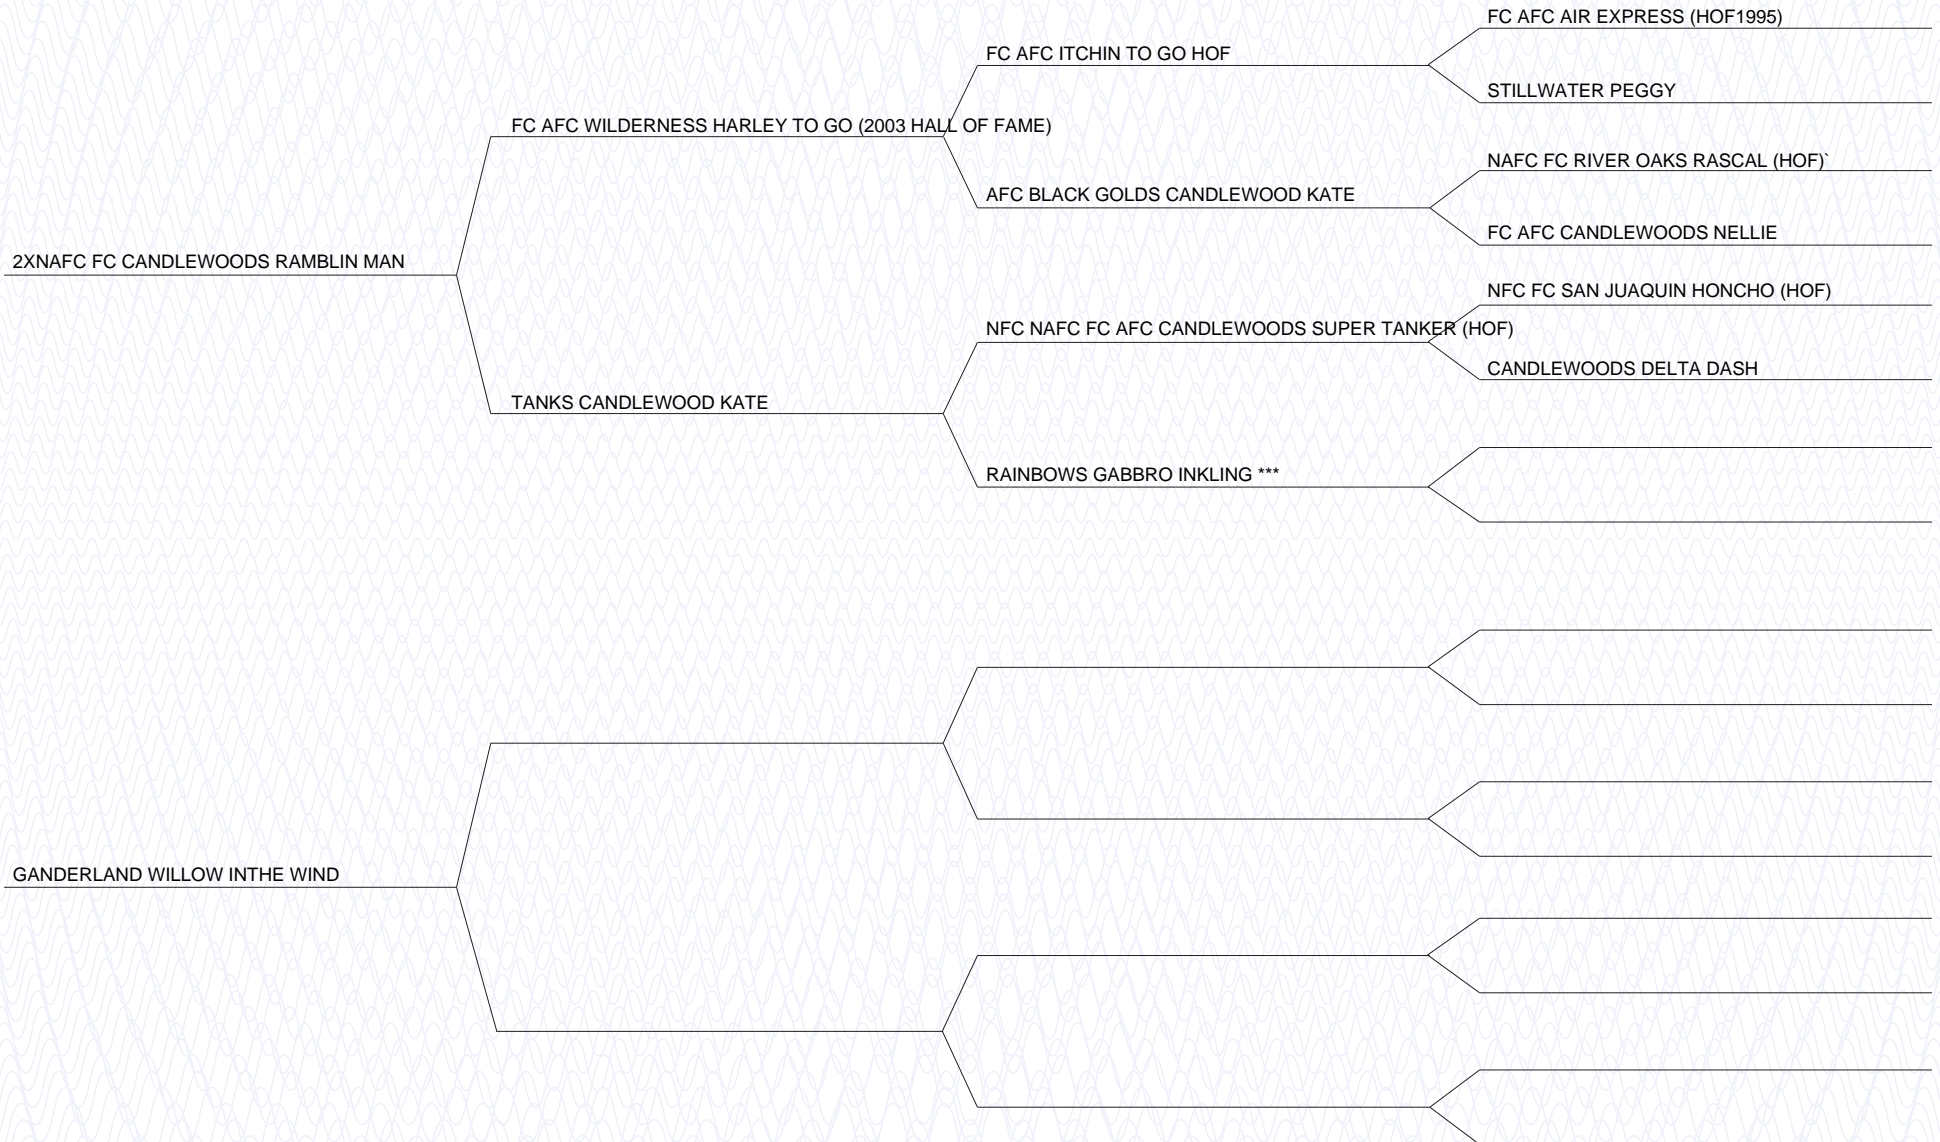 FC AFC AIR EXPRESS (HOF1995)
FC AFC ITCHIN TO GO HOF
STILLWATER PEGGY
FC AFC WILDERNESS HARLEY TO GO (2003 HALL OF FAME)
NAFC FC RIVER OAKS RASCAL (HOF)`
AFC BLACK GOLDS CANDLEWOOD KATE
FC AFC CANDLEWOODS NELLIE
2XNAFC FC CANDLEWOODS RAMBLIN MAN
NFC FC SAN JUAQUIN HONCHO (HOF)
NFC NAFC FC AFC CANDLEWOODS SUPER TANKER (HOF)
CANDLEWOODS DELTA DASH
TANKS CANDLEWOOD KATE
RAINBOWS GABBRO INKLING ***
GANDERLAND WILLOW INTHE WIND